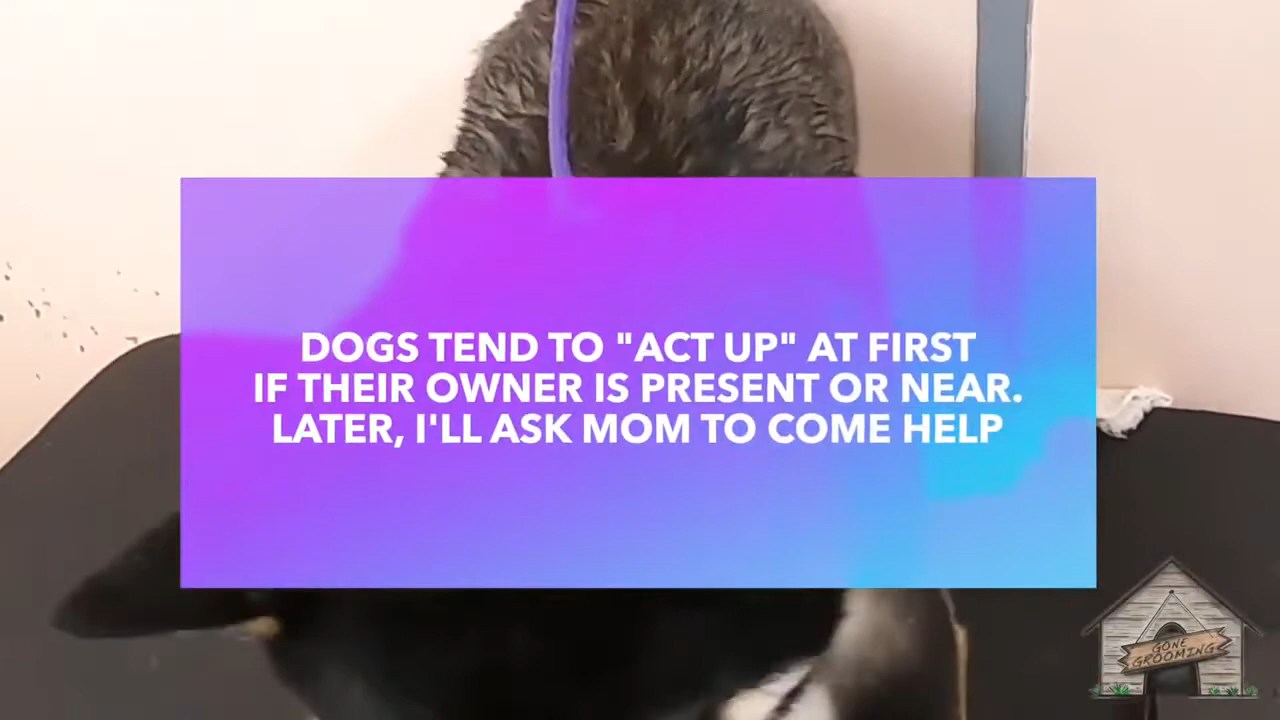 DOGS TEND TO "ACT UP" AT FIRST
IF THEIR OWNER IS PRESENT OR NEAR.
LATER, I'LL ASK MOM TO COME HELP
GONE
GROOMING